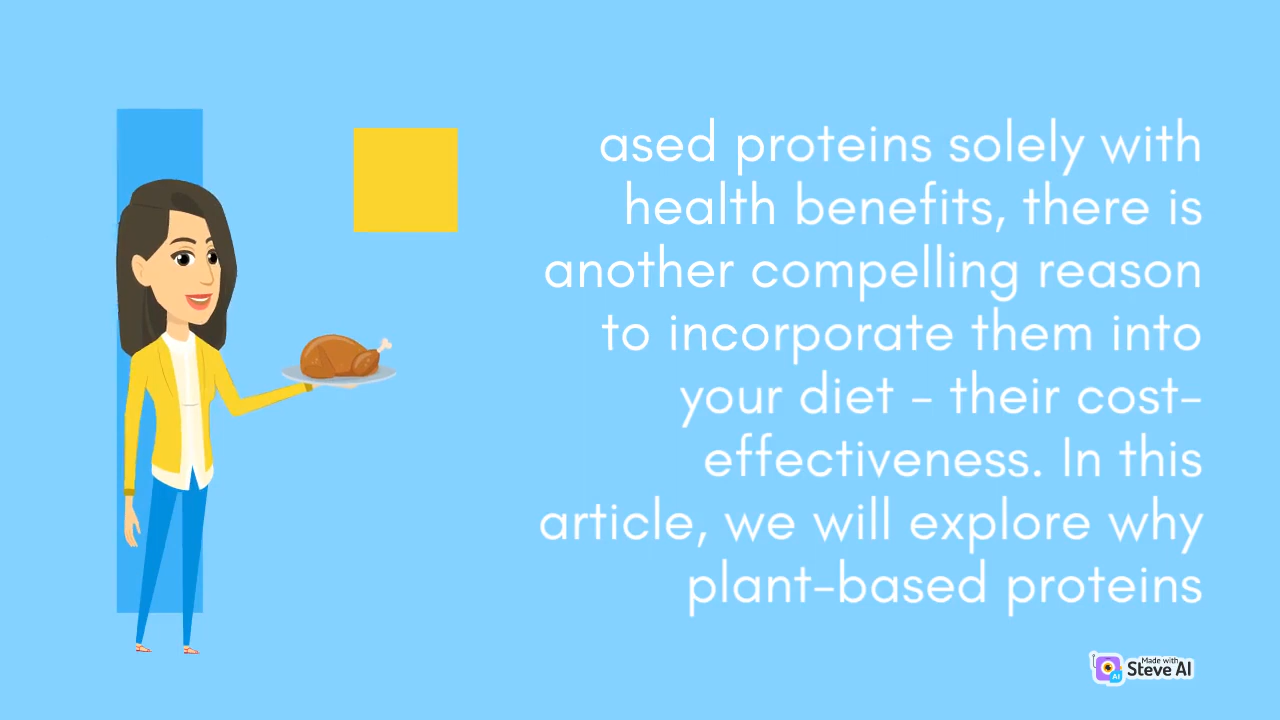 ased proteins solely with
health benefits, there is
another compelling reason
to incorporate them into
your diet - their cost-
effectiveness. In this
article, we will explore why
plant-based proteins
Made with
Steve AI
AI